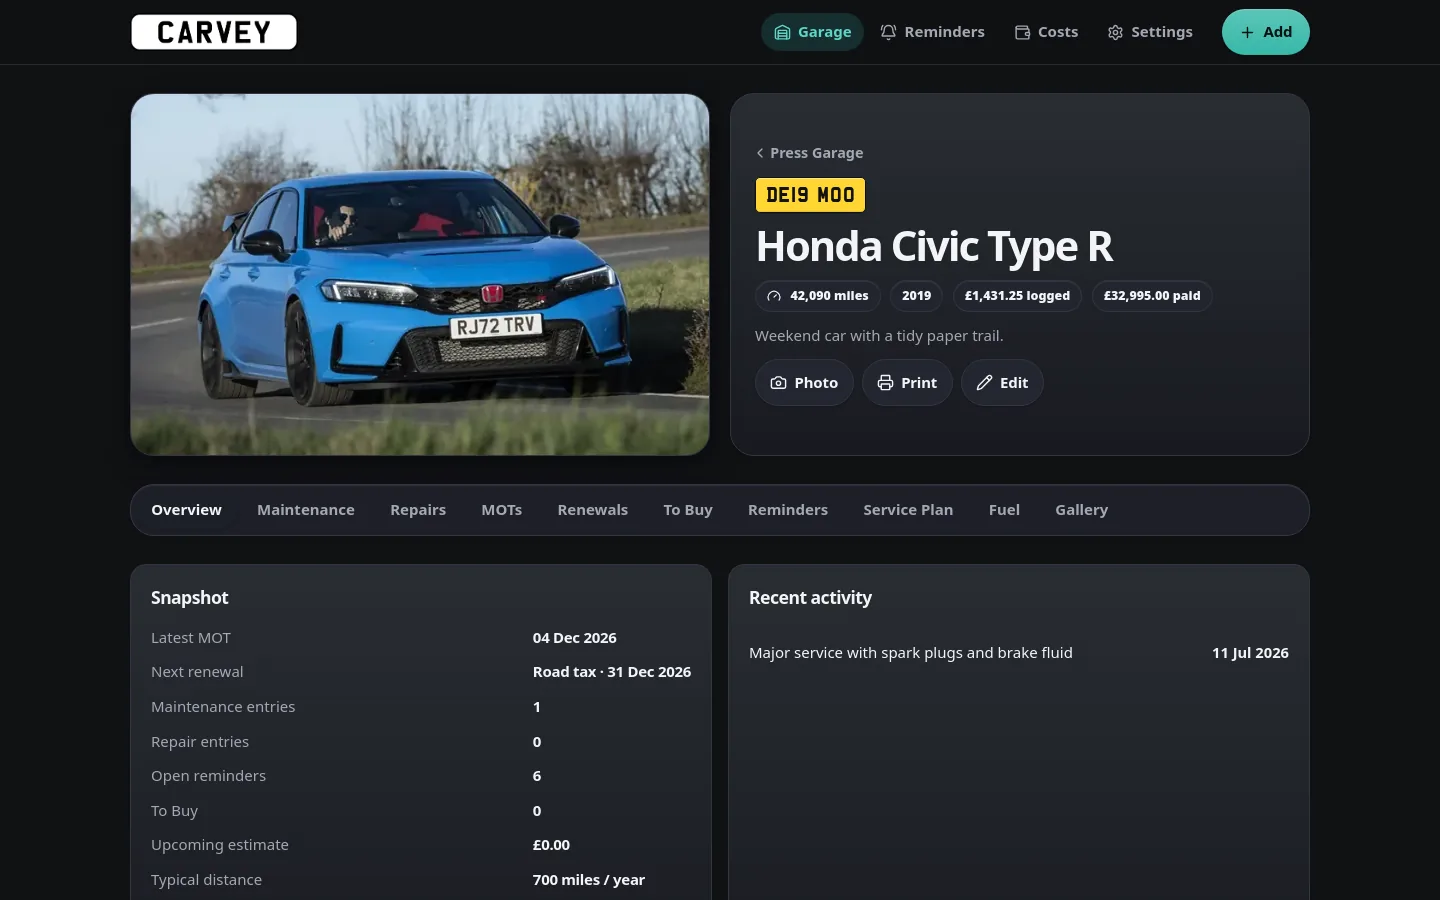 CARVEY
Garage
Reminders
Costs
Settings
Add
RJ72 TRV
Press Garage
DE19 MOO
Honda Civic Type R
42,090 miles
2019
£1,431.25 logged
£32,995.00 paid
Weekend car with a tidy paper trail.
Photo
Print
Edit
Overview
Maintenance
Repairs
MOTs
Renewals
To Buy
Reminders
Service Plan
Fuel
Gallery
Snapshot
Latest MOT 04 Dec 2026
Next renewal Road tax · 31 Dec 2026
Maintenance entries 1
Repair entries 0
Open reminders 6
To Buy 0
Upcoming estimate £0.00
Typical distance 700 miles / year
Recent activity
Major service with spark plugs and brake fluid 11 Jul 2026